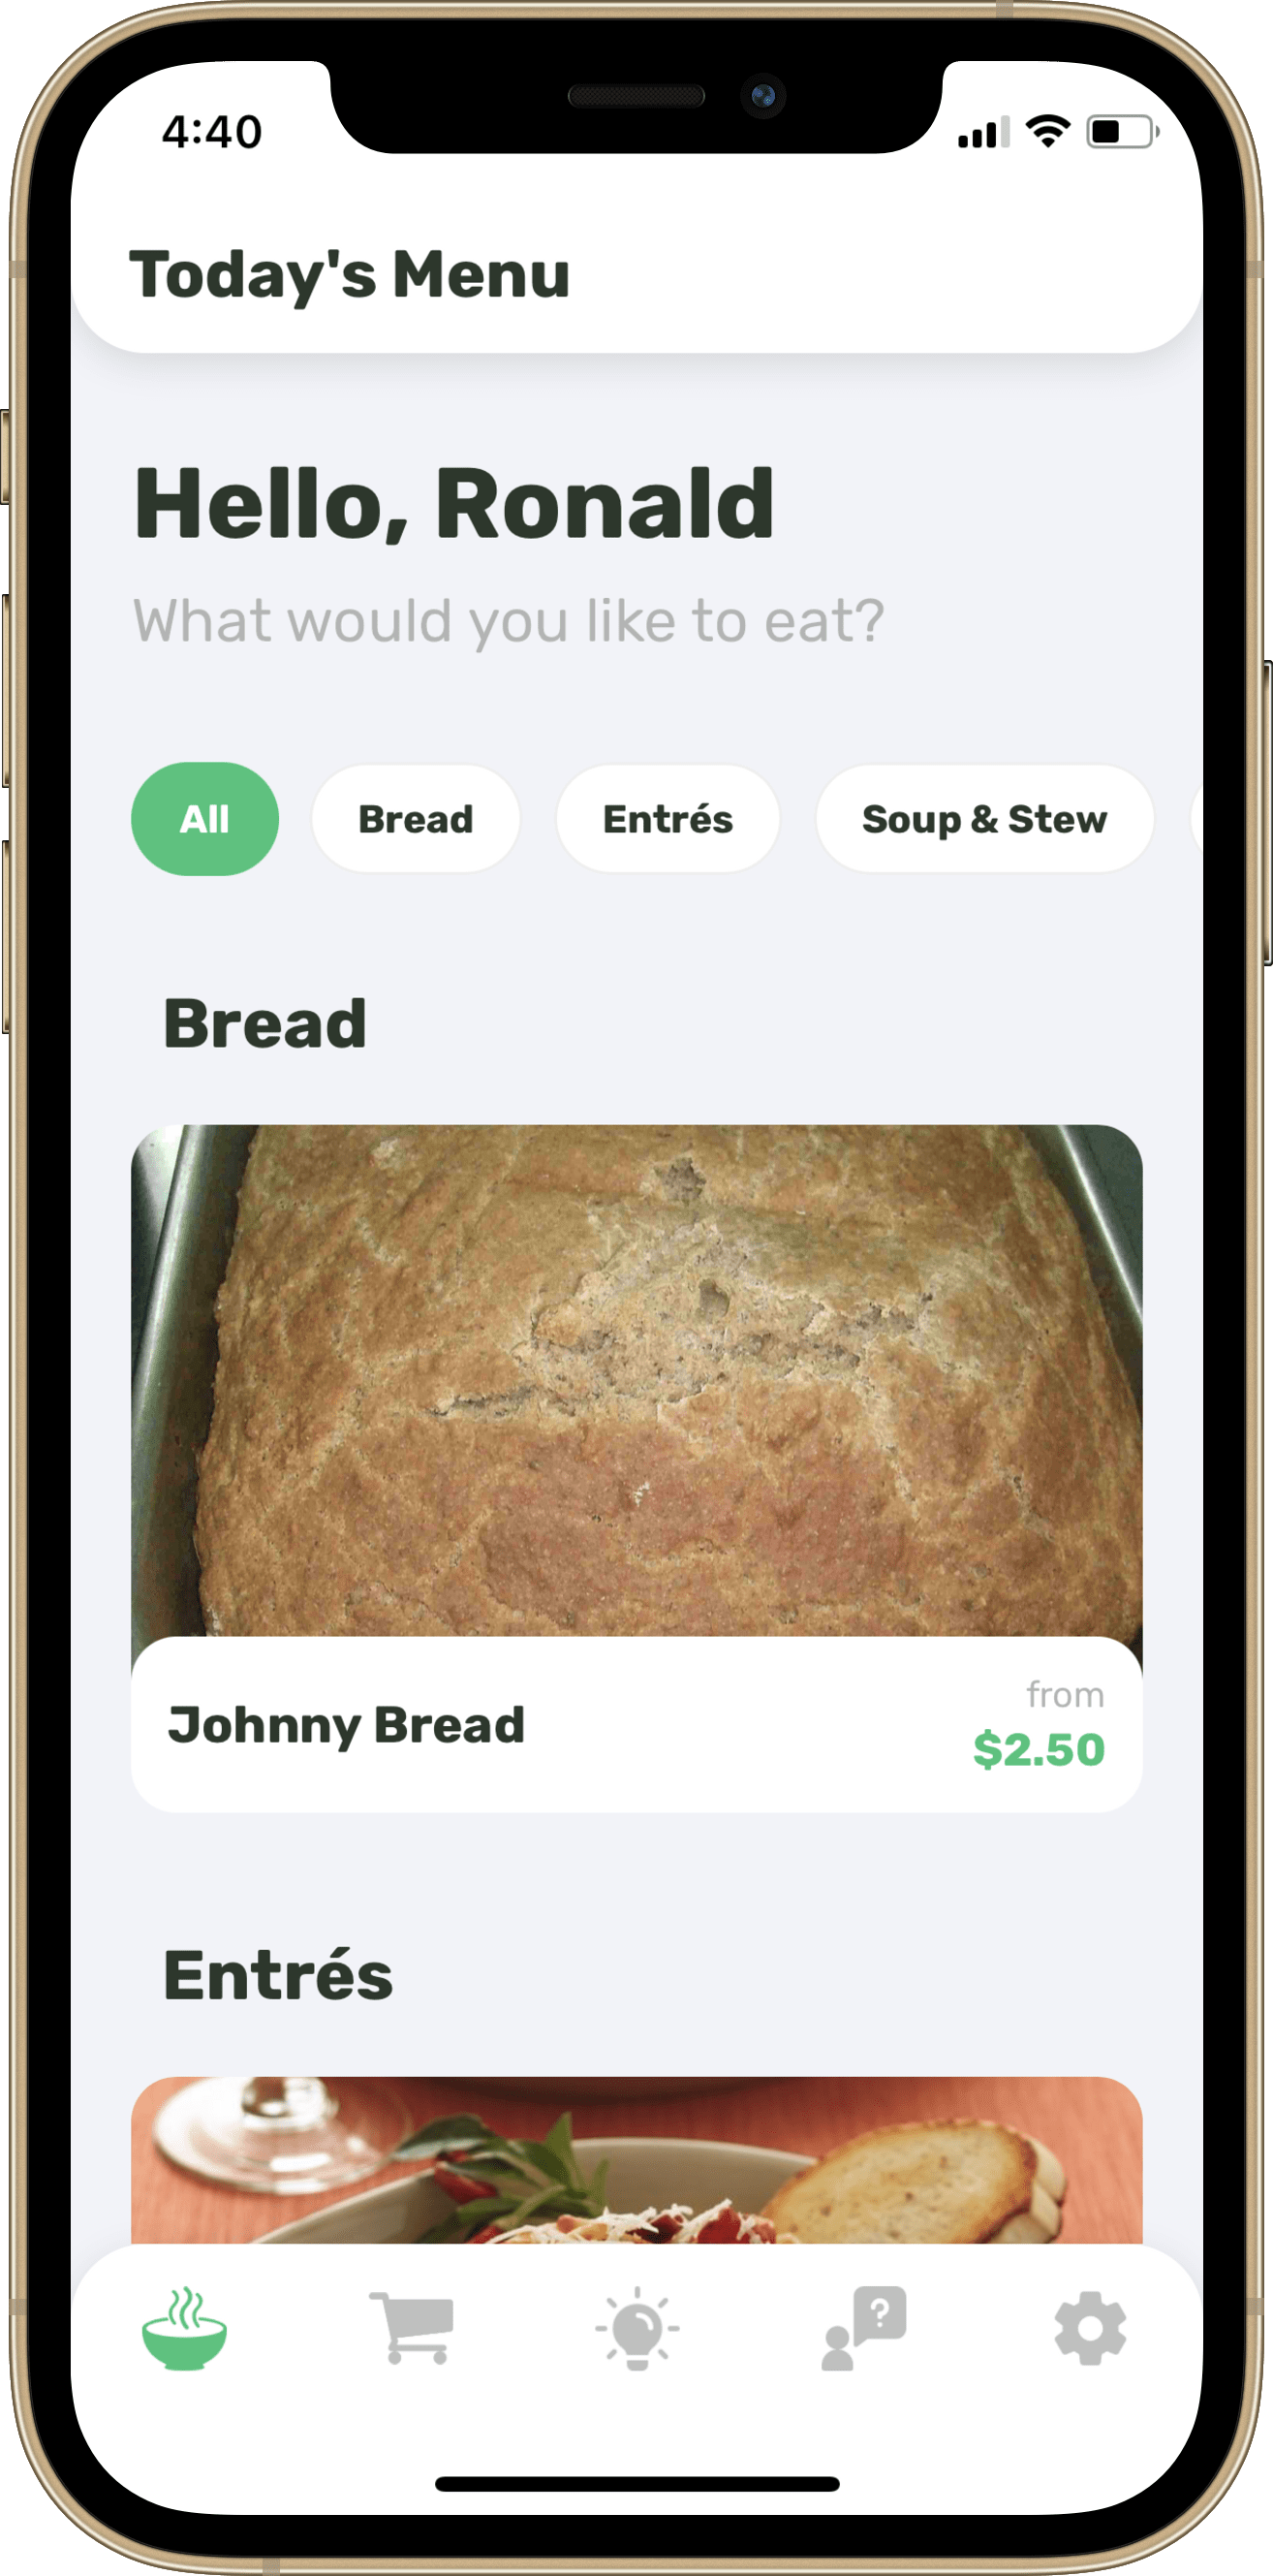 4:40
Today's Menu
Hello, Ronald
What would you like to eat?
All
Bread
Entrés
Soup & Stew
Bread
Johnny Bread
from
$2.50
Entrés
?